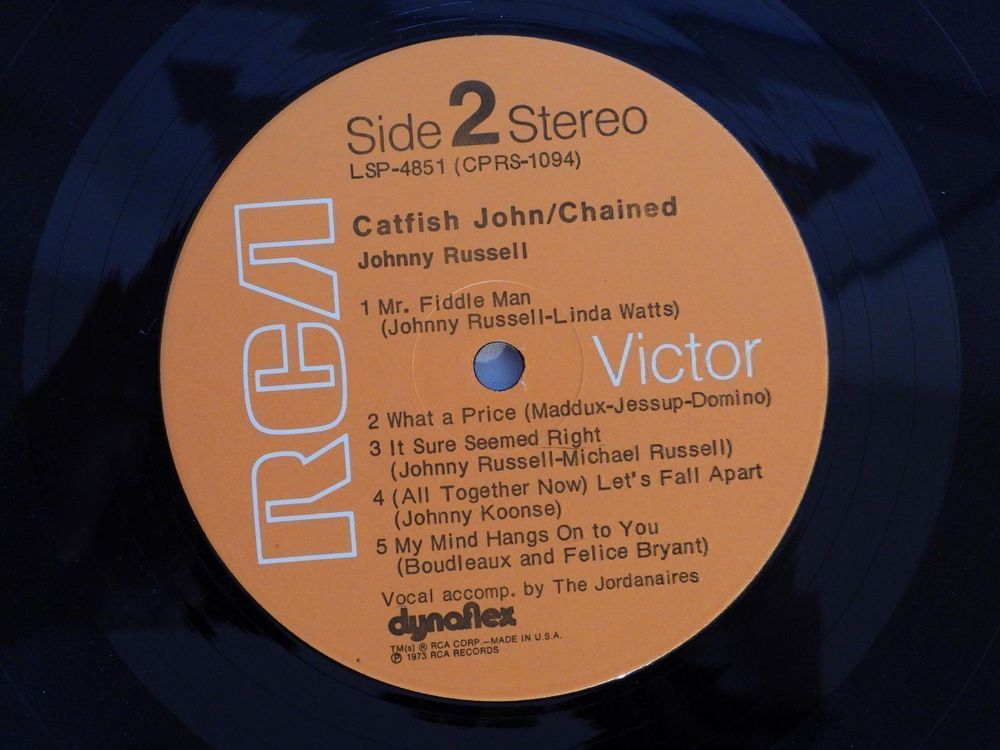 Side 2 Stereo
LSP-4851 (CPRS-1094)
RCA
Catfish John/Chained
Johnny Russell
1 Mr. Fiddle Man
(Johnny Russell-Linda Watts)
Victor
2 What a Price (Maddux-Jessup-Domino)
3 It Sure Seemed Right
(Johnny Russell-Michael Russell)
4 (All Together Now) Let's Fall Apart
(Johnny Koonse)
5 My Mind Hangs On to You
(Boudleaux and Felice Bryant)
Vocal accomp. by The Jordanaires
dynaflex
TM(s) ® RCA CORP.—MADE IN U.S.A.
℗ 1973 RCA RECORDS